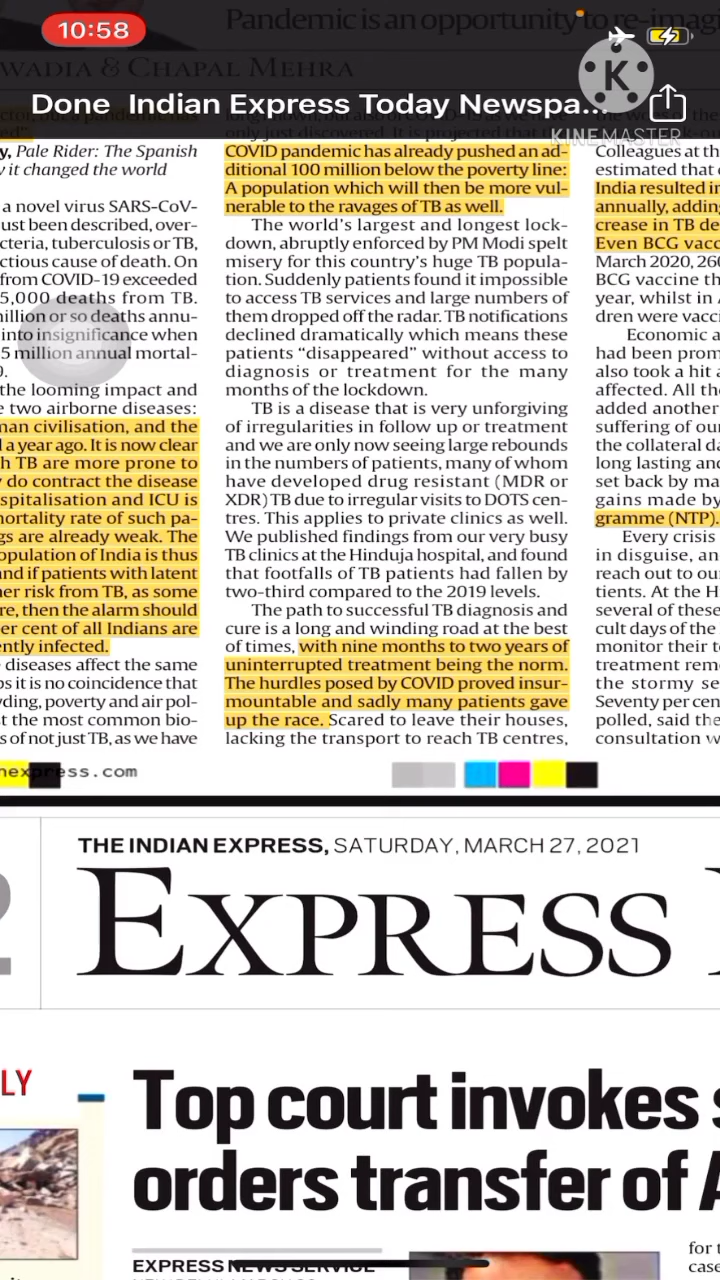 10:58
Pandemic is an opportunity to re-imag
WADIA & CHAPAL MEHRA
Done Indian Express Today Newspa...
K
KINEMASTER
y, Pale Rider: The Spanish
it changed the world
a novel virus SARS-CoV-
ust been described, over-
cteria, tuberculosis or TB,
ctious cause of death. On
from COVID-19 exceeded
5,000 deaths from TB.
illion or so deaths annu-
into insignificance when
5 million annual mortal-
the looming impact and
e two airborne diseases:
man civilisation, and the
d a year ago. It is now clear
h TB are more prone to
y do contract the disease
spitalisation and ICU is
mortality rate of such pa-
gs are already weak. The
opulation of India is thus
and if patients with latent
her risk from TB, as some
re, then the alarm should
er cent of all Indians are
ently infected.
diseases affect the same
ps it is no coincidence that
ding, poverty and air pol-
t the most common bio-
s of not just TB, as we have
only just discovered. It is projected that
COVID pandemic has already pushed an ad-
ditional 100 million below the poverty line:
A population which will then be more vul-
nerable to the ravages of TB as well.
The world's largest and longest lock-
down, abruptly enforced by PM Modi spelt
misery for this country's huge TB popula-
tion. Suddenly patients found it impossible
to access TB services and large numbers of
them dropped off the radar. TB notifications
declined dramatically which means these
patients “disappeared” without access to
diagnosis or treatment for the many
months of the lockdown.
TB is a disease that is very unforgiving
of irregularities in follow up or treatment
and we are only now seeing large rebounds
in the numbers of patients, many of whom
have developed drug resistant (MDR or
XDR) TB due to irregular visits to DOTS cen-
tres. This applies to private clinics as well.
We published findings from our very busy
TB clinics at the Hinduja hospital, and found
that footfalls of TB patients had fallen by
two-third compared to the 2019 levels.
The path to successful TB diagnosis and
cure is a long and winding road at the best
of times, with nine months to two years of
uninterrupted treatment being the norm.
The hurdles posed by COVID proved insur-
mountable and sadly many patients gave
up the race. Scared to leave their houses,
lacking the transport to reach TB centres,
Colleagues at th
estimated that
India resulted in
annually, adding
crease in TB de
Even BCG vacc
March 2020, 260
BCG vaccine th
year, whilst in
dren were vacci
Economic a
had been prom
also took a hit a
affected. All the
added another
suffering of our
the collateral da
long lasting and
set back by ma
gains made by
gramme (NTP).
Every crisis
in disguise, an
reach out to our
tients. At the H
several of these
cult days of the
monitor their t
treatment rem
the stormy se
Seventy per cen
polled, said the
consultation w
nexpress.com
THE INDIAN EXPRESS, SATURDAY, MARCH 27, 2021
EXPRESS
LY
Top court invokes s
orders transfer of A
EXPRESS NEWS SERVICE
for t
case